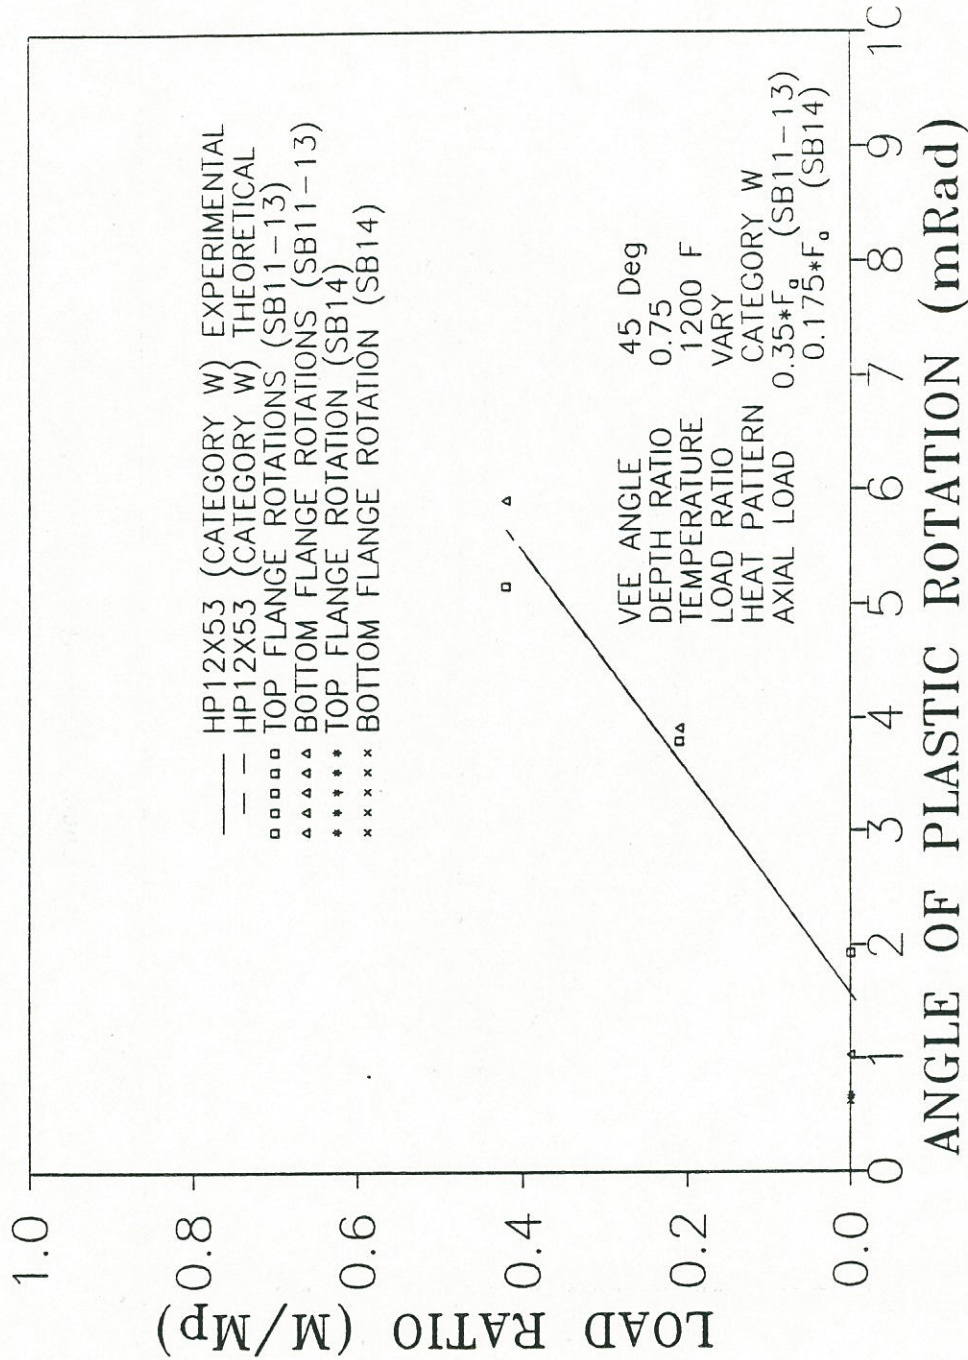 LOAD RATIO (M/Mp)
1.0
0.8
0.6
0.4
0.2
0.0
HP12X53 (CATEGORY W) EXPERIMENTAL
HP12X53 (CATEGORY W) THEORETICAL
TOP FLANGE ROTATIONS (SB11-13)
BOTTOM FLANGE ROTATIONS (SB11-13)
TOP FLANGE ROTATION (SB14)
BOTTOM FLANGE ROTATION (SB14)
VEE ANGLE 45 Deg
DEPTH RATIO 0.75
TEMPERATURE 1200 F
LOAD RATIO VARY
HEAT PATTERN CATEGORY W
AXIAL LOAD 0.35*Fa (SB11-13)
0.175*Fa (SB14)
0 1 2 3 4 5 6 7 8 9 1C
ANGLE OF PLASTIC ROTATION (mRad)